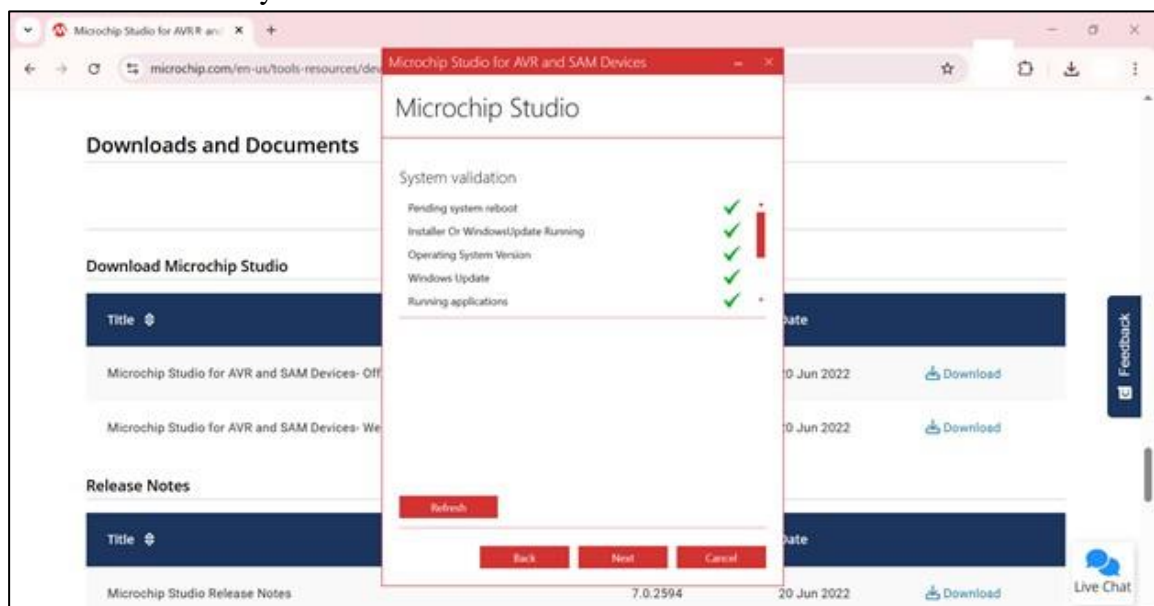 Microchip Studio for AVR R an
microchip.com/en-us/tools-resources/dev
Microchip Studio for AVR and SAM Devices
Microchip Studio
Downloads and Documents
System validation
Pending system reboot
Installer Or WindowsUpdate Running
Operating System Version
Windows Update
Running applications
Download Microchip Studio
Title
Date
Microchip Studio for AVR and SAM Devices- Off
20 Jun 2022
Download
Microchip Studio for AVR and SAM Devices- We
20 Jun 2022
Download
Feedback
Release Notes
Refresh
Title
Date
Back
Next
Cancel
Microchip Studio Release Notes
7.0.2594
20 Jun 2022
Download
Live Chat